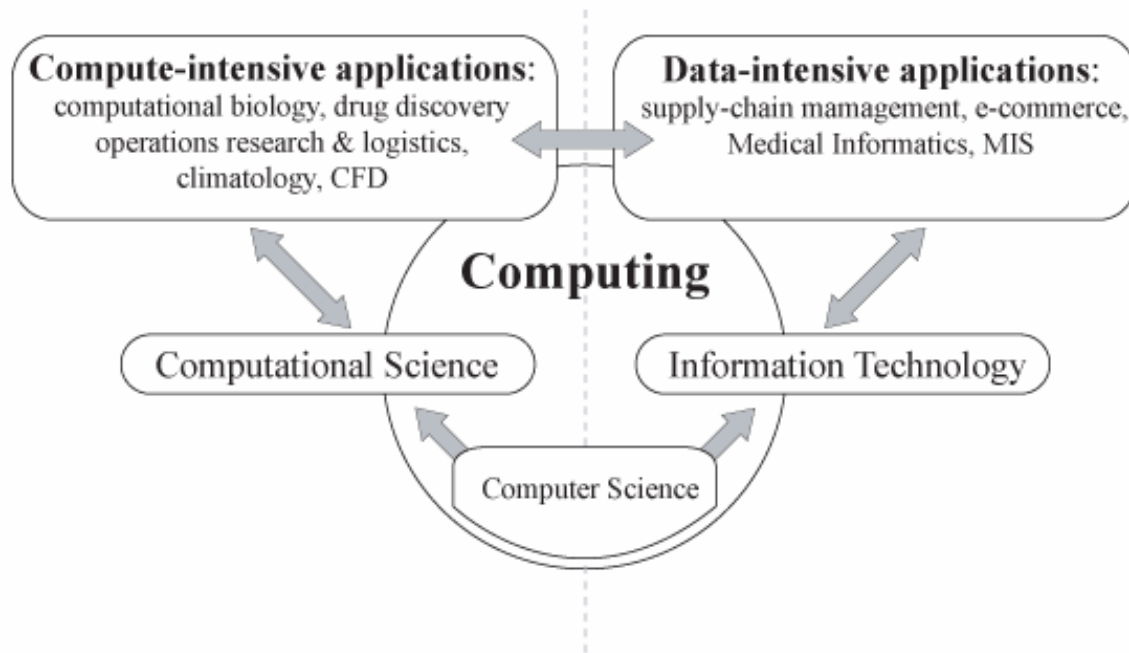 Compute-intensive applications:
computational biology, drug discovery
operations research & logistics,
climatology, CFD
Data-intensive applications:
supply-chain mamagement, e-commerce,
Medical Informatics, MIS
Computing
Computational Science
Information Technology
Computer Science